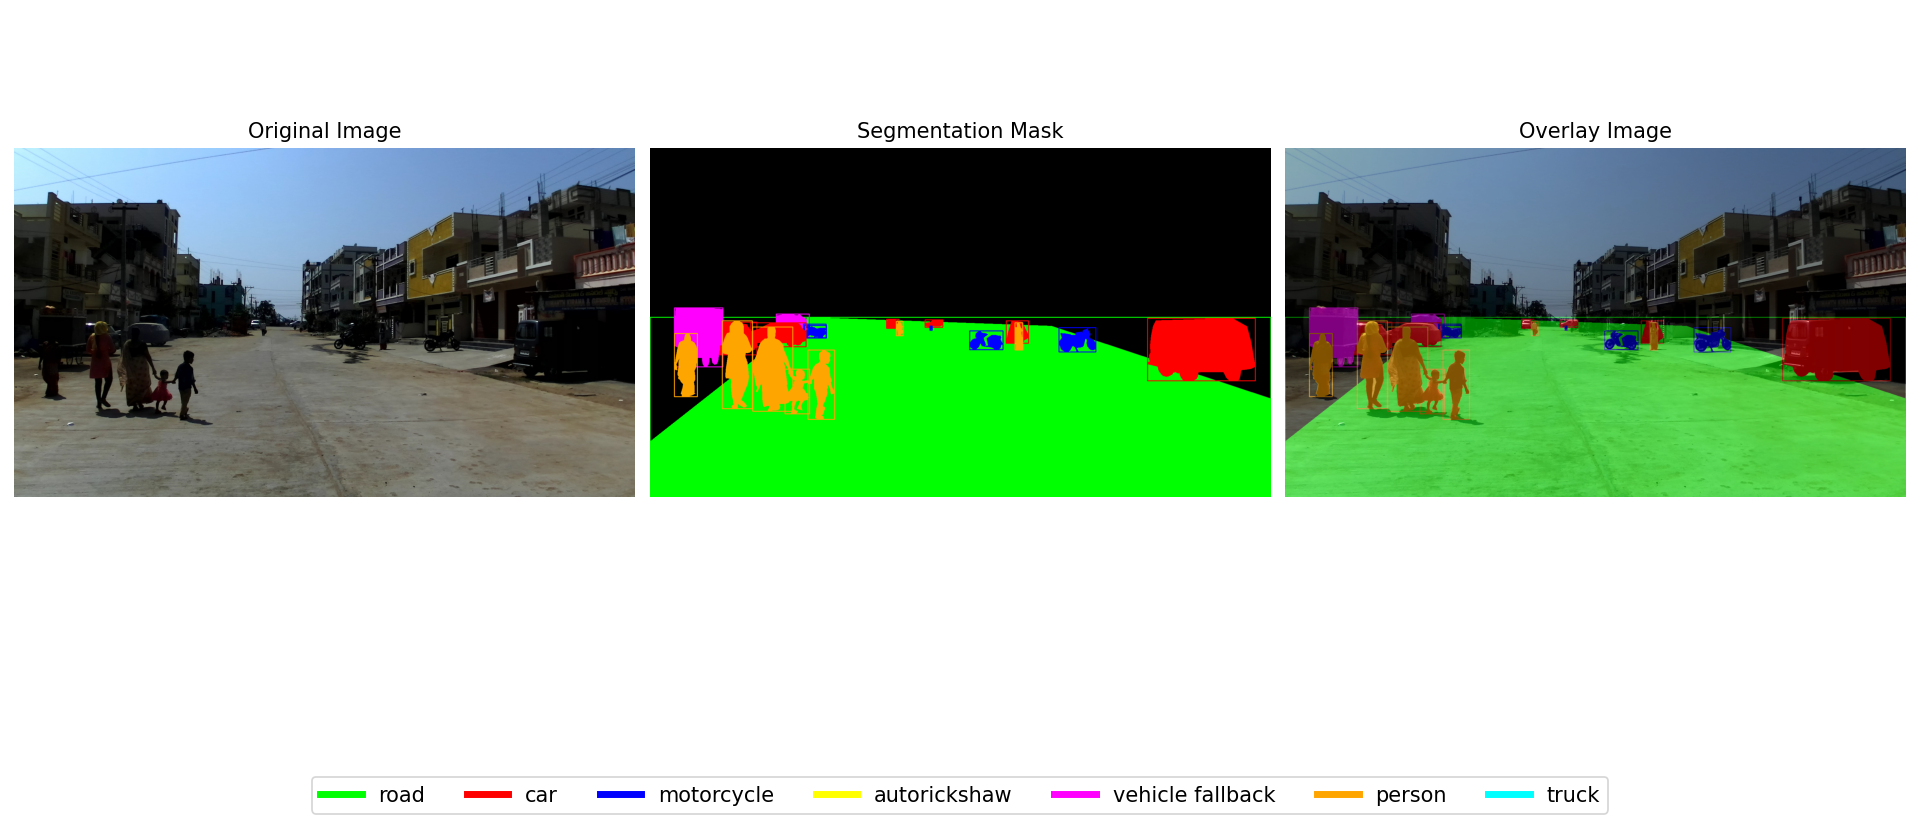 Original Image
Segmentation Mask
Overlay Image
road
car
motorcycle
autorickshaw
vehicle fallback
person
truck